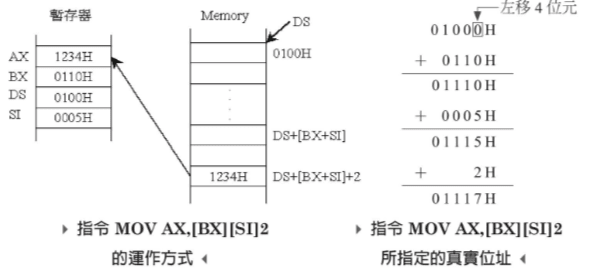 暫存器
Memory
DS
AX 1234H
BX 0110H
DS 0100H
SI 0005H
0100H
DS+[BX+SI]
1234H DS+[BX+SI]+2
左移 4 位元
01000H
+ 0110H
01110H
+ 0005H
01115H
+ 2H
01117H
指令 MOV AX,[BX][SI]2
的運作方式
指令 MOV AX,[BX][SI]2
所指定的真實位址